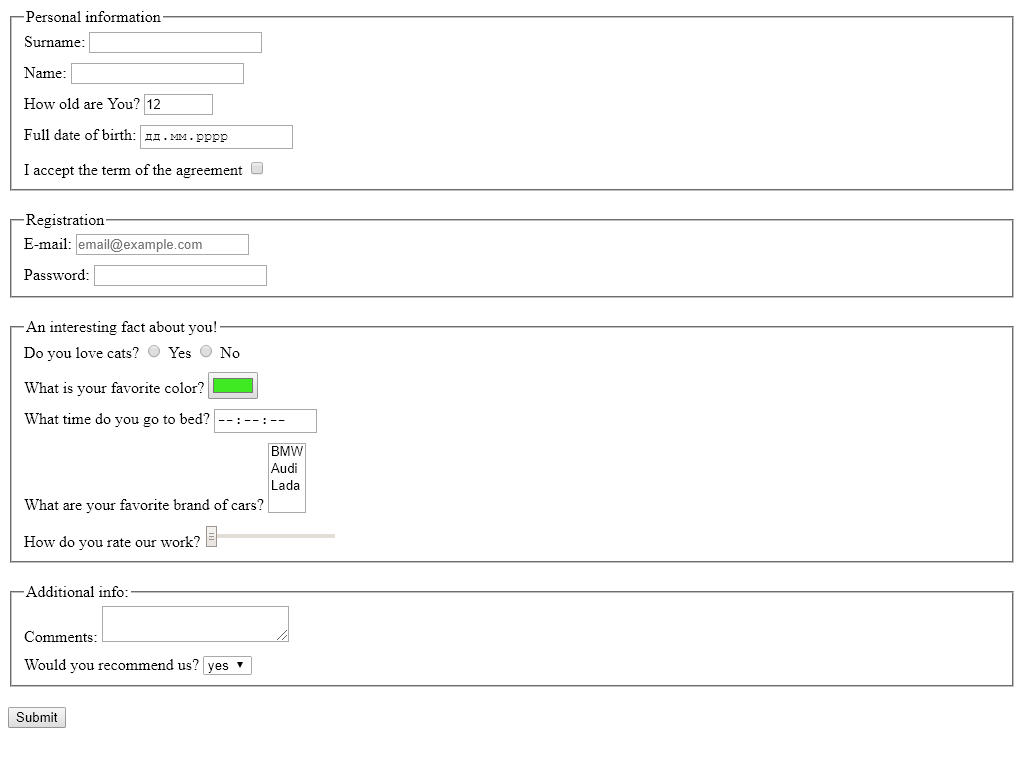 Personal information
Surname:
Name:
How old are You? 12
Full date of birth: дд.мм.рррр
I accept the term of the agreement
Registration
E-mail: email@example.com
Password:
An interesting fact about you!
Do you love cats? Yes No
What is your favorite color?
What time do you go to bed? --:--:--
BMW
Audi
Lada
What are your favorite brand of cars?
How do you rate our work?
Additional info:
Comments:
Would you recommend us? yes
Submit